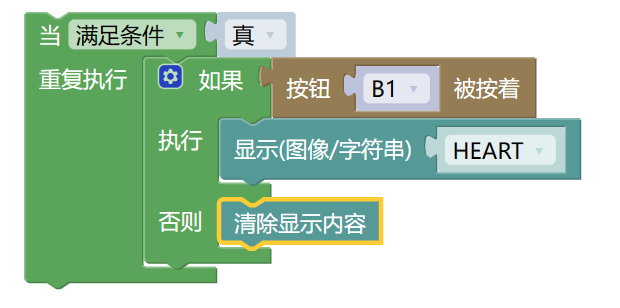 当 满足条件 真
重复执行 如果 按钮 B1 被按着
执行 显示(图像/字符串) HEART
否则 清除显示内容